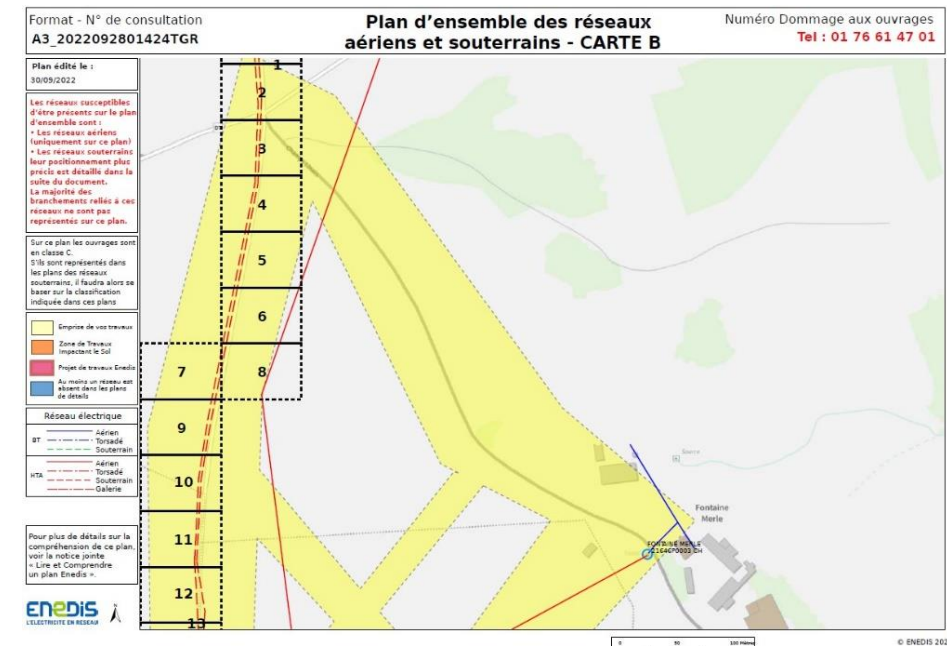 Format - N° de consultation
A3_2022092801424TGR
Plan d’ensemble des réseaux
aériens et souterrains - CARTE B
Numéro Dommage aux ouvrages
Tel : 01 76 61 47 01
Plan édité le :
30/09/2022
Les réseaux susceptibles
d'être présents sur le plan
d'ensemble sont :
• Les réseaux aériens
(uniquement sur ce plan)
• Les réseaux souterrains
leur positionnement plus
précis est détaillé dans la
suite du document.
La majorité des
branchements reliés à ces
réseaux ne sont pas
représentés sur ce plan.
Sur ce plan les ouvrages sont
en classe C.
S'ils sont représentés dans
les plans des réseaux
souterrains, il faudra alors se
baser sur la classification
indiquée dans ces plans
Emprise de vos travaux
Zone de Travaux
Impactant le Sol
Projet de travaux Enedis
Au moins un réseau est
absent dans les plans
de détails
Réseau électrique
BT
Aérien
Torsadé
Souterrain
HTA
Aérien
Torsadé
Souterrain
Galerie
Pour plus de détails sur la
compréhension de ce plan,
voir la notice jointe
« Lire et Comprendre
un plan Enedis ».
ENEDIS
L'ELECTRICITE EN RESEAU
1
2
3
4
5
6
7
8
9
10
11
12
13
Source
Fontaine
Merle
FONTAINE MERLE
0 50 100 Mètres
© ENEDIS 202